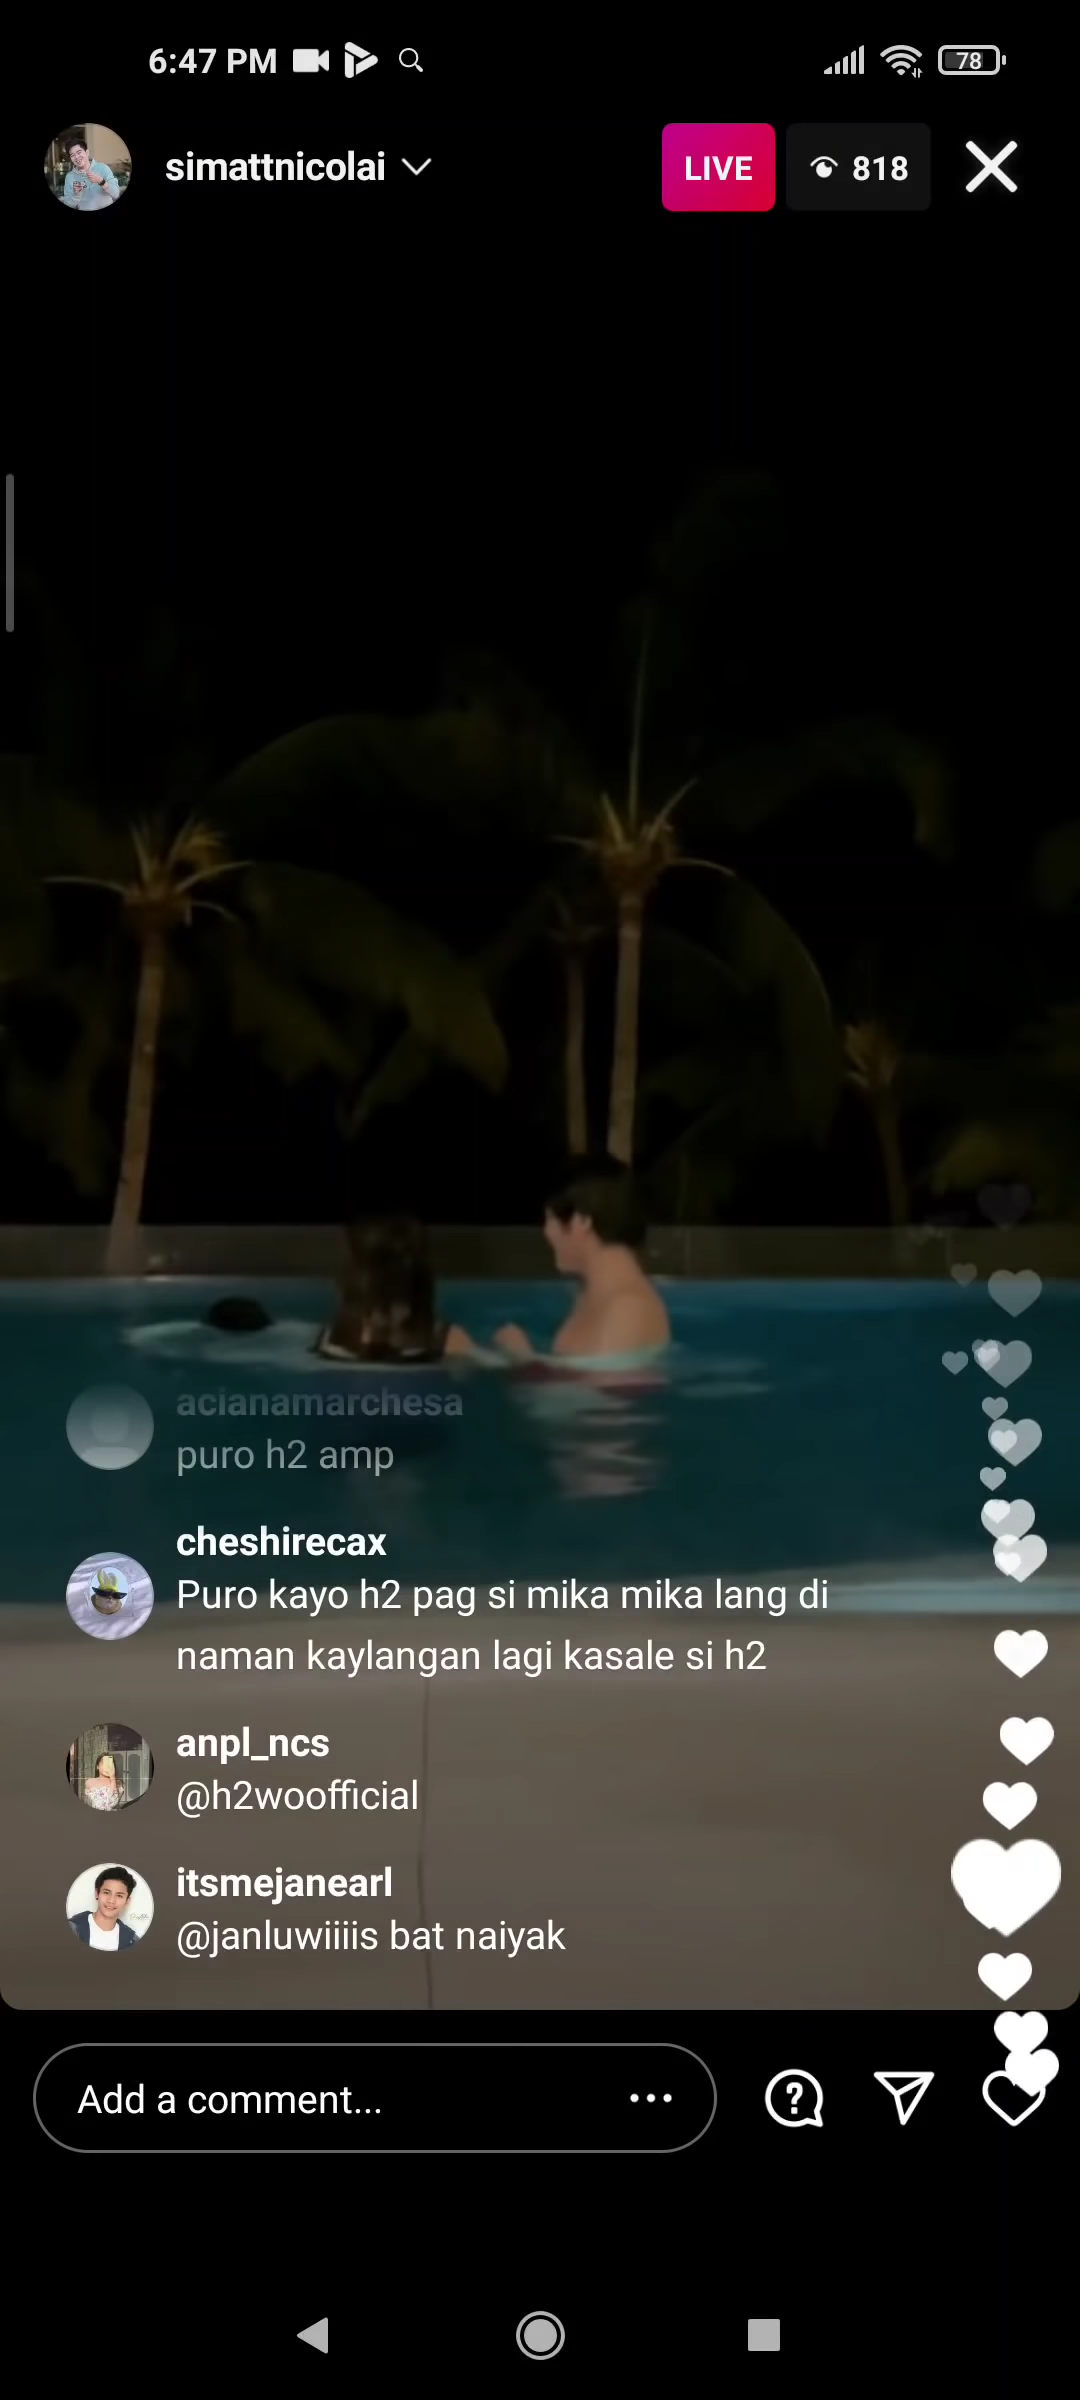 6:47 PM
78
simattnicolai
LIVE
818
acianamarchesa
puro h2 amp
cheshirecax
Puro kayo h2 pag si mika mika lang di
naman kaylangan lagi kasale si h2
anpl_ncs
@h2woofficial
itsmejanearl
@janluwiiiis bat naiyak
Add a comment...